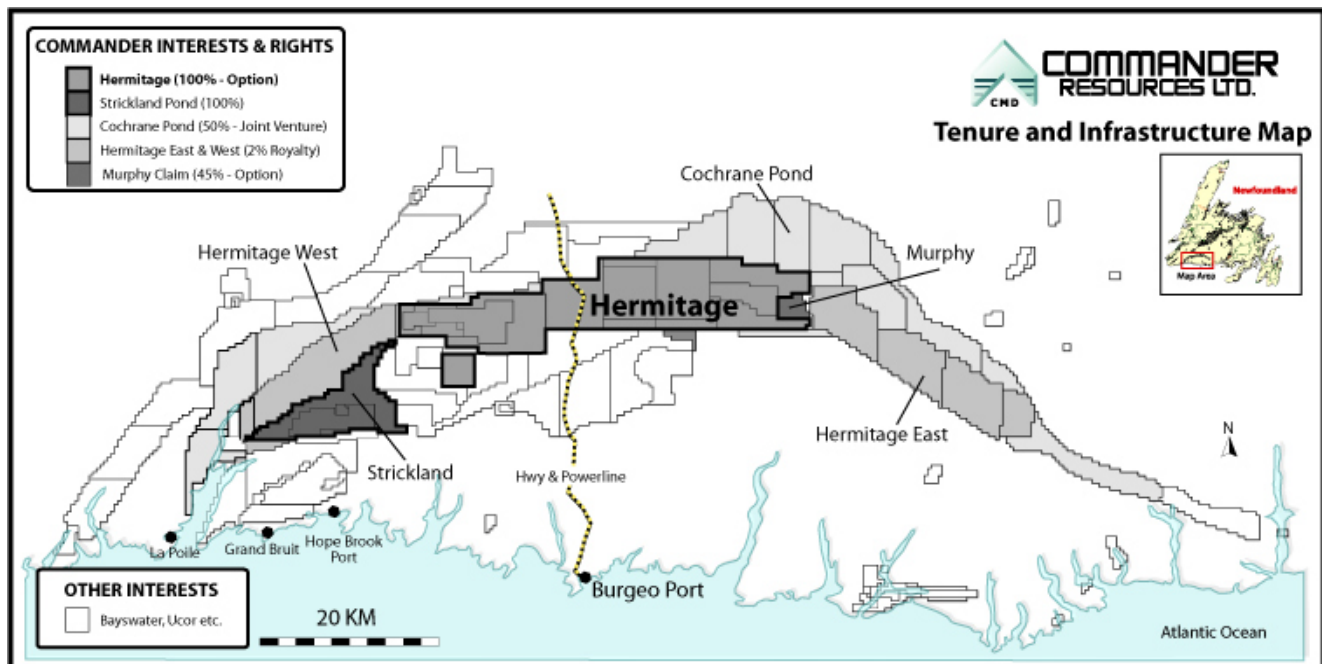 COMMANDER INTERESTS & RIGHTS
Hermitage (100% - Option)
Strickland Pond (100%)
Cochrane Pond (50% - Joint Venture)
Hermitage East & West (2% Royalty)
Murphy Claim (45% - Option)
CMD
COMMANDER
RESOURCES LTD.
Tenure and Infrastructure Map
Newfoundland
Map Area
Cochrane Pond
Hermitage West
Murphy
Hermitage
Hermitage East
N
Strickland
Hwy & Powerline
La Poile
Grand Bruit
Hope Brook
Port
Burgeo Port
OTHER INTERESTS
Bayswater, Ucor etc.
20 KM
Atlantic Ocean